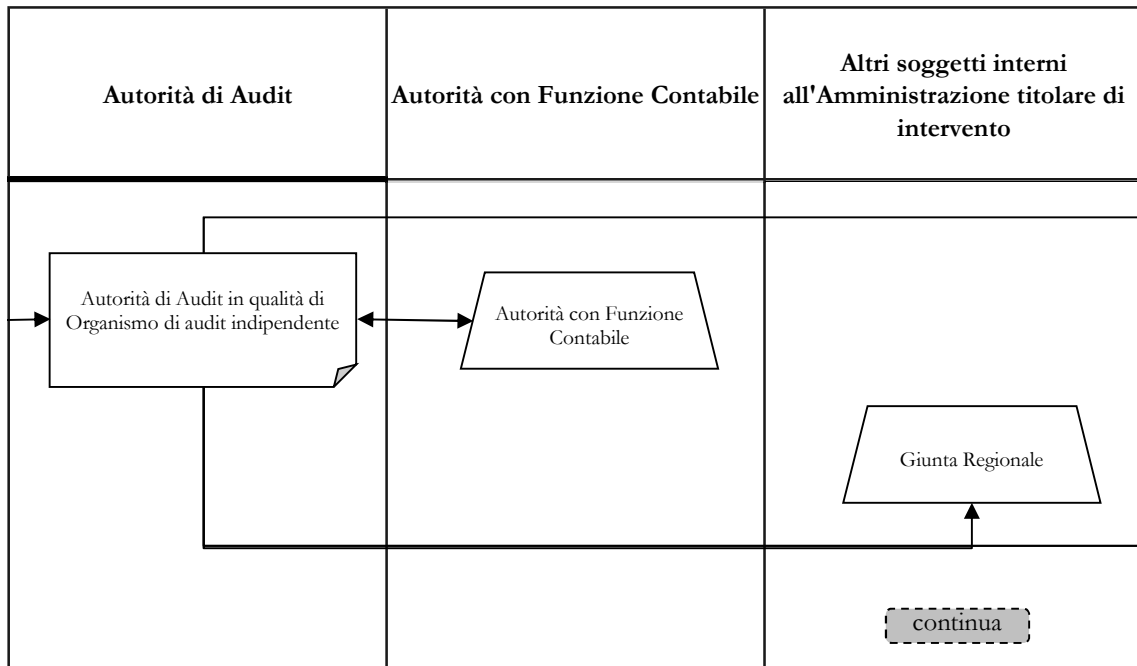 Autorità di Audit
Autorità con Funzione Contabile
Altri soggetti interni
all'Amministrazione titolare di
intervento
Autorità di Audit in qualità di
Organismo di audit indipendente
Autorità con Funzione
Contabile
Giunta Regionale
continua